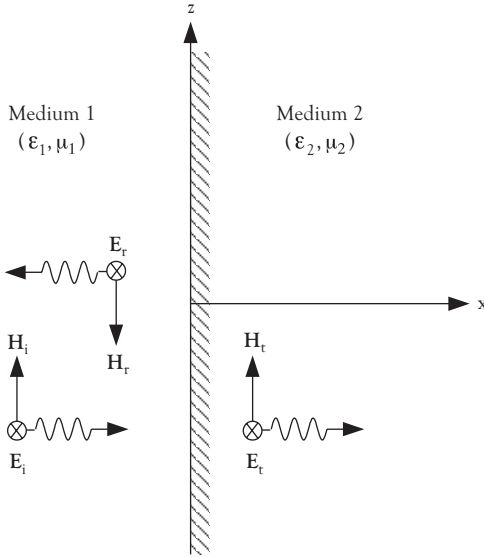 z
Medium 1
(ε₁, μ₁)
Medium 2
(ε₂, μ₂)
Eᵣ
x
Hᵢ
Hᵣ
Hₜ
Eᵢ
Eₜ